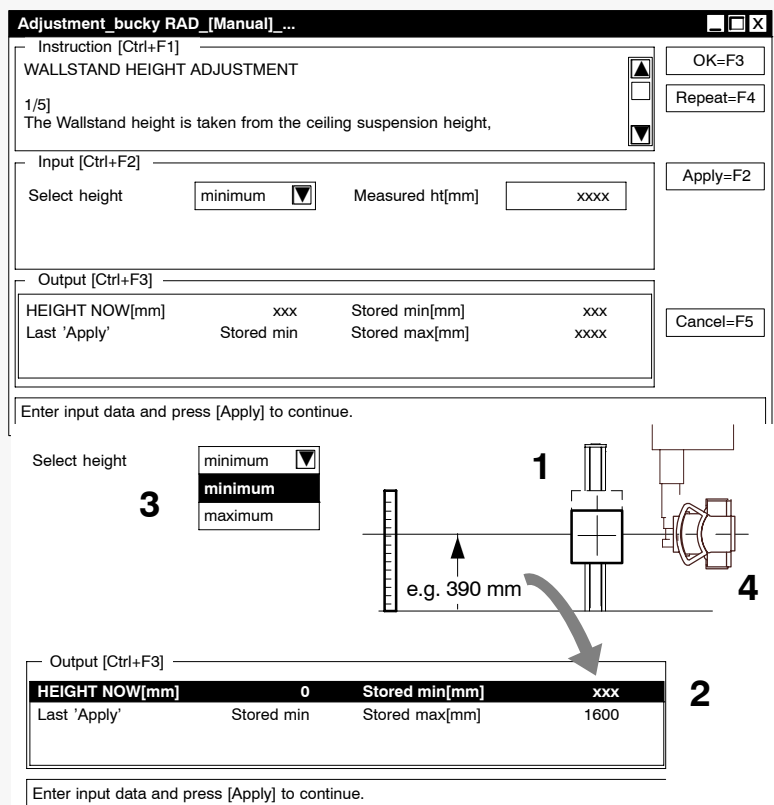 Adjustment_bucky RAD_[Manual]_...
Instruction [Ctrl+F1]
WALLSTAND HEIGHT ADJUSTMENT
1/5]
The Wallstand height is taken from the ceiling suspension height,
OK=F3
Repeat=F4
Input [Ctrl+F2]
Select height minimum Measured ht[mm] xxxx
Apply=F2
Output [Ctrl+F3]
HEIGHT NOW[mm] xxx Stored min[mm] xxx
Last 'Apply' Stored min Stored max[mm] xxxx
Cancel=F5
Enter input data and press [Apply] to continue.
Select height minimum
minimum
maximum
3
1
e.g. 390 mm
4
Output [Ctrl+F3]
HEIGHT NOW[mm] 0 Stored min[mm] xxx
Last 'Apply' Stored min Stored max[mm] 1600
2
Enter input data and press [Apply] to continue.